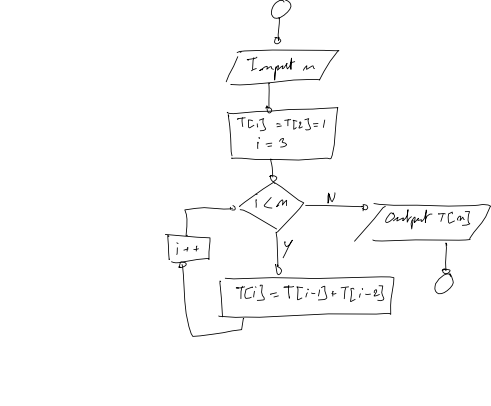 Input n
T[1] = T[2] = 1
i = 3
i < n
N
Output T[n]
Y
i++
T[i] = T[i-1] + T[i-2]